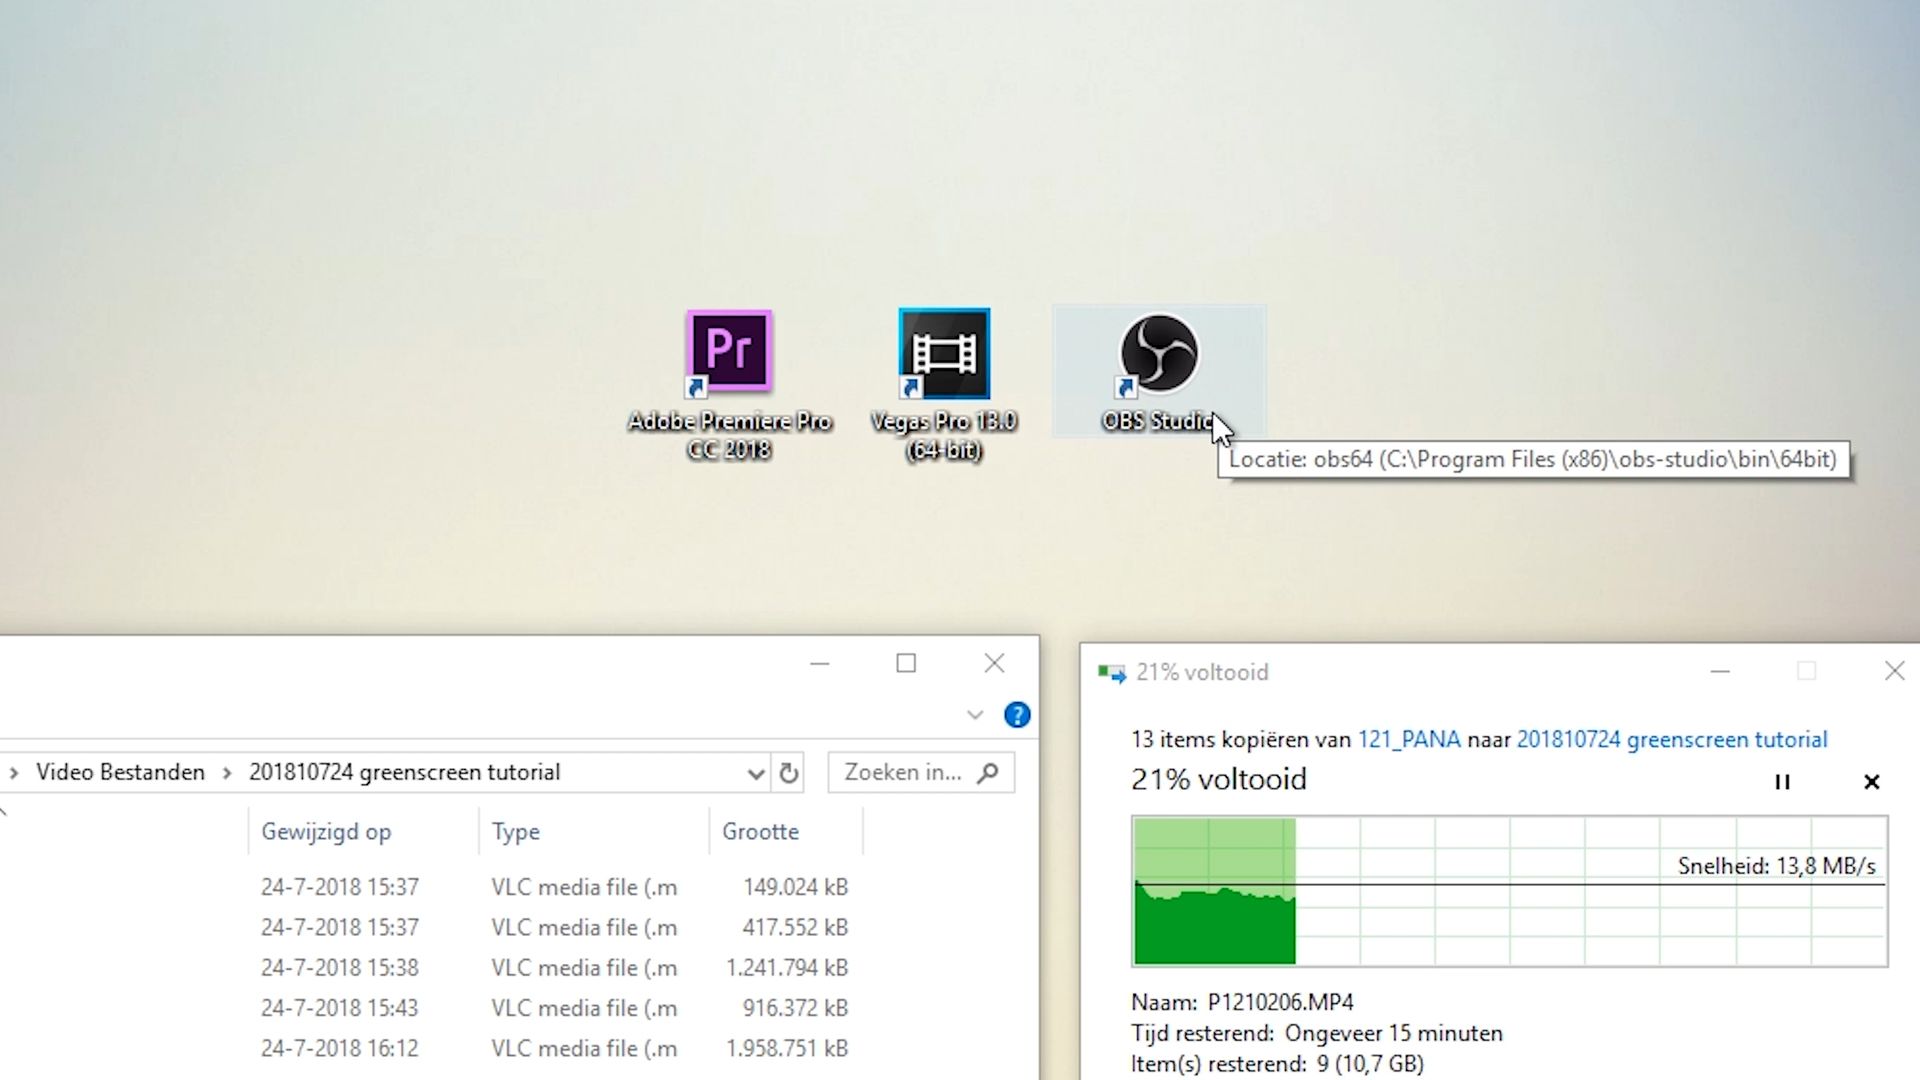 Pr
Adobe Premiere Pro
CC 2018
Vegas Pro 13.0
(64-bit)
OBS Studio
Locatie: obs64 (C:\Program Files (x86)\obs-studio\bin\64bit)
?
Video Bestanden > 201810724 greenscreen tutorial
Zoeken in...
Gewijzigd op Type Grootte
24-7-2018 15:37 VLC media file (.m 149.024 kB
24-7-2018 15:37 VLC media file (.m 417.552 kB
24-7-2018 15:38 VLC media file (.m 1.241.794 kB
24-7-2018 15:43 VLC media file (.m 916.372 kB
24-7-2018 16:12 VLC media file (.m 1.958.751 kB
21% voltooid
13 items kopiëren van 121_PANA naar 201810724 greenscreen tutorial
21% voltooid
Snelheid: 13,8 MB/s
Naam: P1210206.MP4
Tijd resterend: Ongeveer 15 minuten
Item(s) resterend: 9 (10,7 GB)